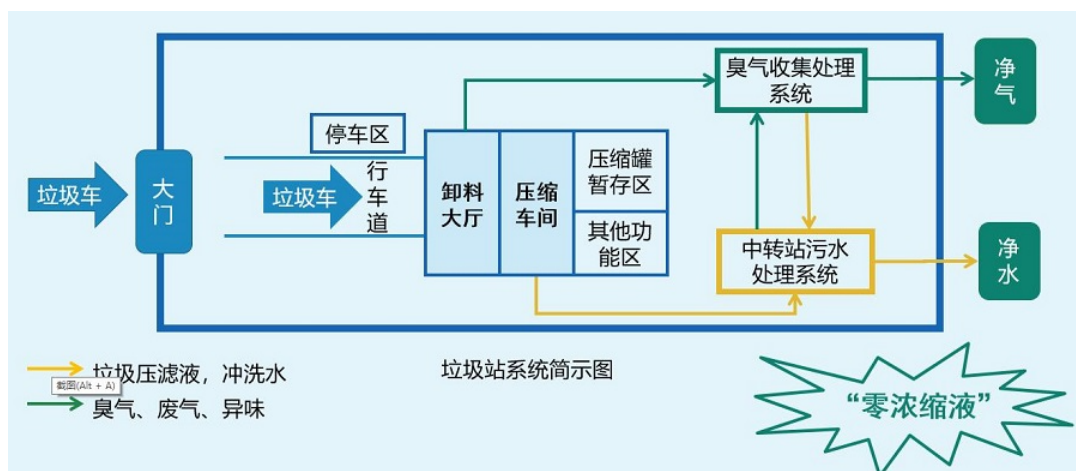 臭气收集处理
系统
净
气
停车区
垃圾车
大
门
垃圾车
行
车
道
卸料
大厅
压缩
车间
压缩罐
暂存区
其他功
能区
中转站污水
处理系统
净
水
垃圾压滤液，冲洗水
截图(Alt + A)
臭气、废气、异味
垃圾站系统简示图
“零浓缩液”